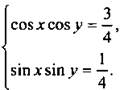 cos x cos y = 3/4,
sin x sin y = 1/4.